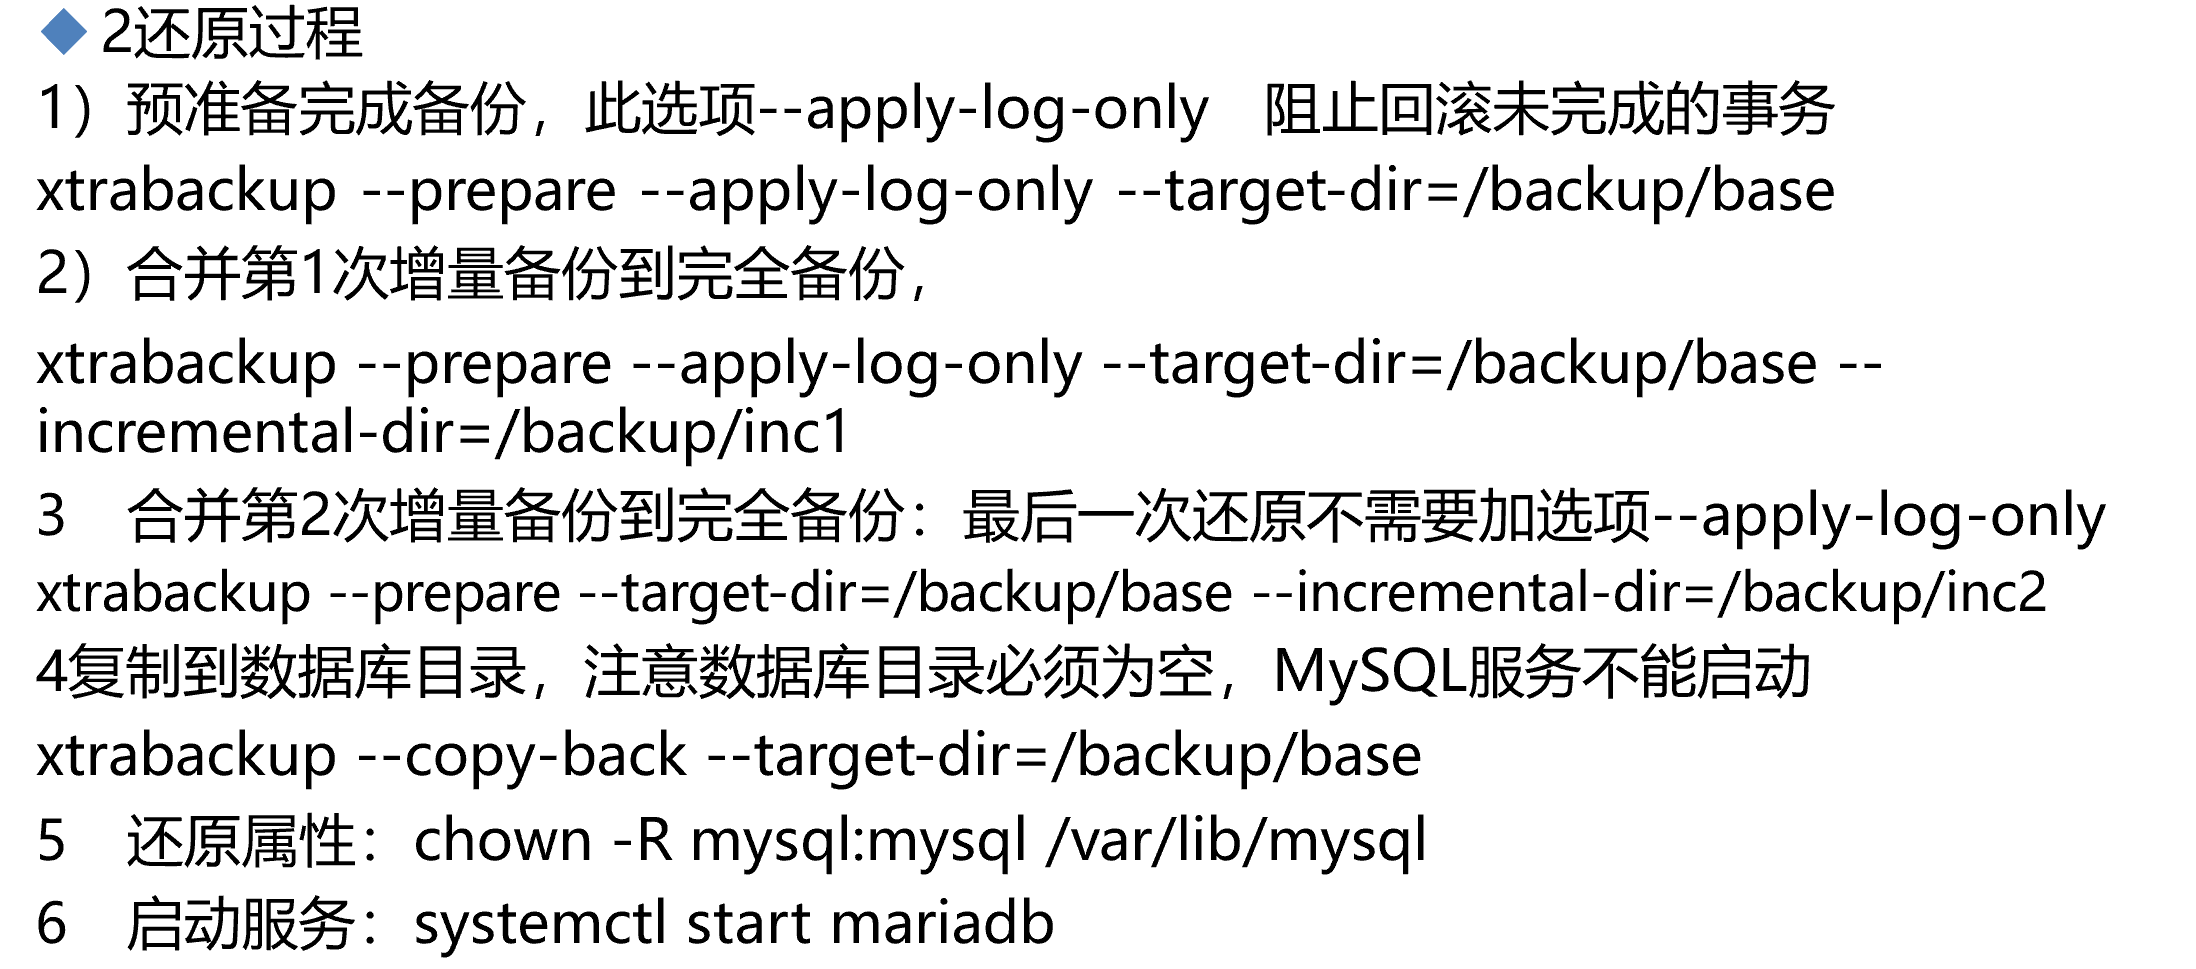 ◆2还原过程
1）预准备完成备份，此选项--apply-log-only 阻止回滚未完成的事务
xtrabackup --prepare --apply-log-only --target-dir=/backup/base
2）合并第1次增量备份到完全备份，
xtrabackup --prepare --apply-log-only --target-dir=/backup/base --
incremental-dir=/backup/inc1
3 合并第2次增量备份到完全备份：最后一次还原不需要加选项--apply-log-only
xtrabackup --prepare --target-dir=/backup/base --incremental-dir=/backup/inc2
4复制到数据库目录，注意数据库目录必须为空，MySQL服务不能启动
xtrabackup --copy-back --target-dir=/backup/base
5 还原属性：chown -R mysql:mysql /var/lib/mysql
6 启动服务：systemctl start mariadb